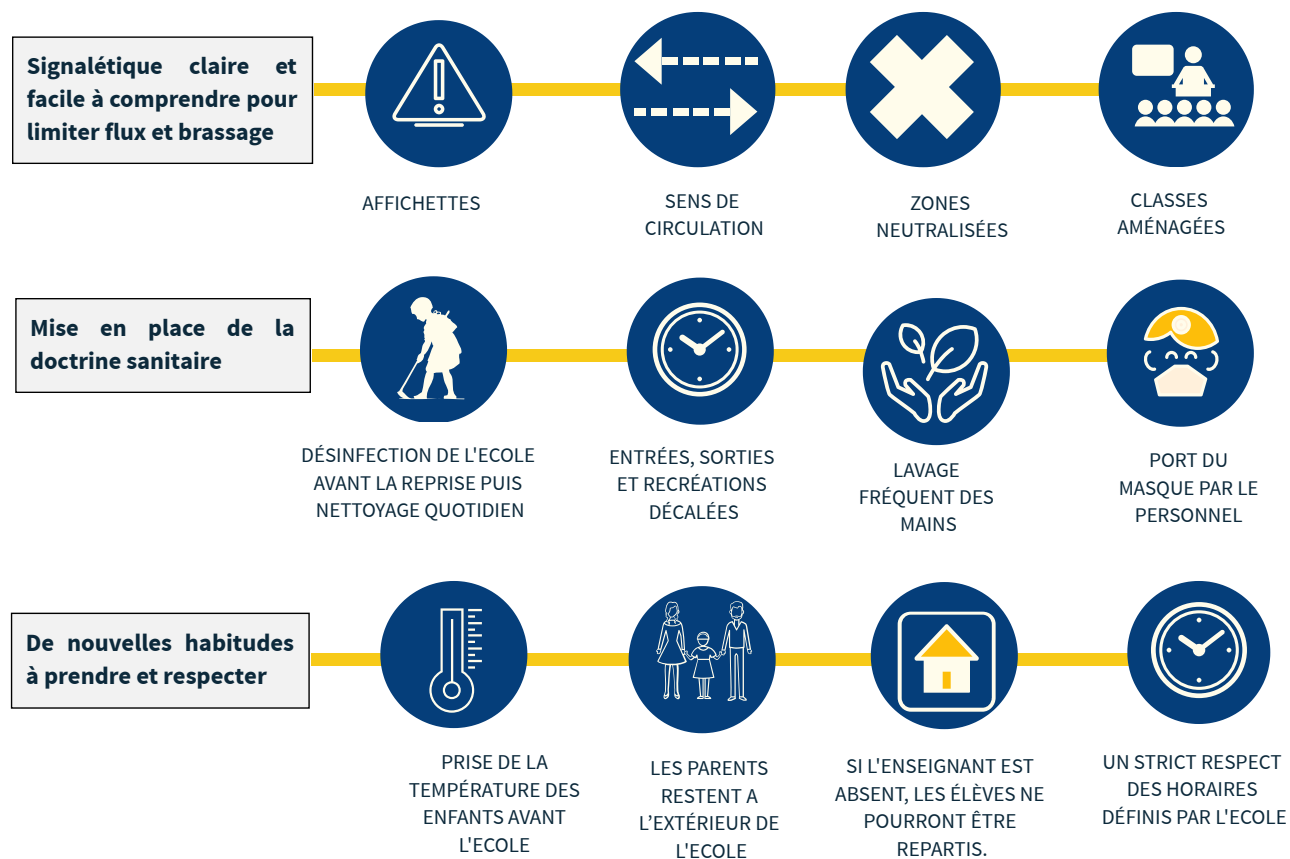 Signalétique claire et
facile à comprendre pour
limiter flux et brassage
AFFICHETTES
SENS DE
CIRCULATION
ZONES
NEUTRALISÉES
CLASSES
AMÉNAGÉES
Mise en place de la
doctrine sanitaire
DÉSINFECTION DE L'ECOLE
AVANT LA REPRISE PUIS
NETTOYAGE QUOTIDIEN
ENTRÉES, SORTIES
ET RECRÉATIONS
DÉCALÉES
LAVAGE
FRÉQUENT DES
MAINS
PORT DU
MASQUE PAR LE
PERSONNEL
De nouvelles habitudes
à prendre et respecter
PRISE DE LA
TEMPÉRATURE DES
ENFANTS AVANT
L'ECOLE
LES PARENTS
RESTENT A
L’EXTÉRIEUR DE
L'ECOLE
SI L'ENSEIGNANT EST
ABSENT, LES ÉLÈVES NE
POURRONT ÊTRE
REPARTIS.
UN STRICT RESPECT
DES HORAIRES
DÉFINIS PAR L'ECOLE